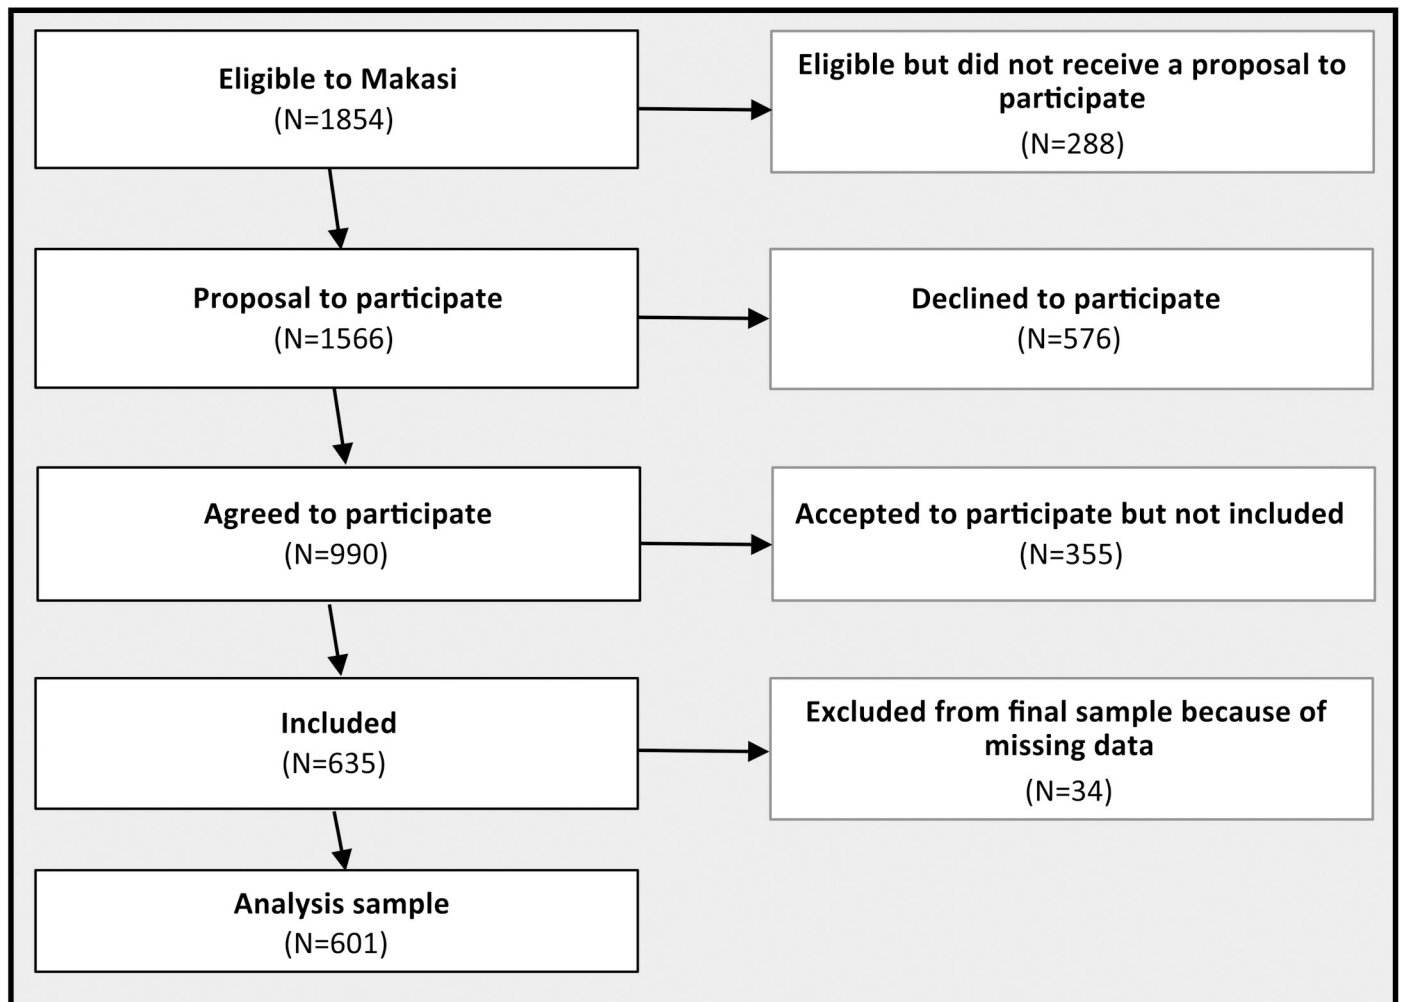 Eligible to Makasi
(N=1854)
Eligible but did not receive a proposal to
participate
(N=288)
Proposal to participate
(N=1566)
Declined to participate
(N=576)
Agreed to participate
(N=990)
Accepted to participate but not included
(N=355)
Included
(N=635)
Excluded from final sample because of
missing data
(N=34)
Analysis sample
(N=601)